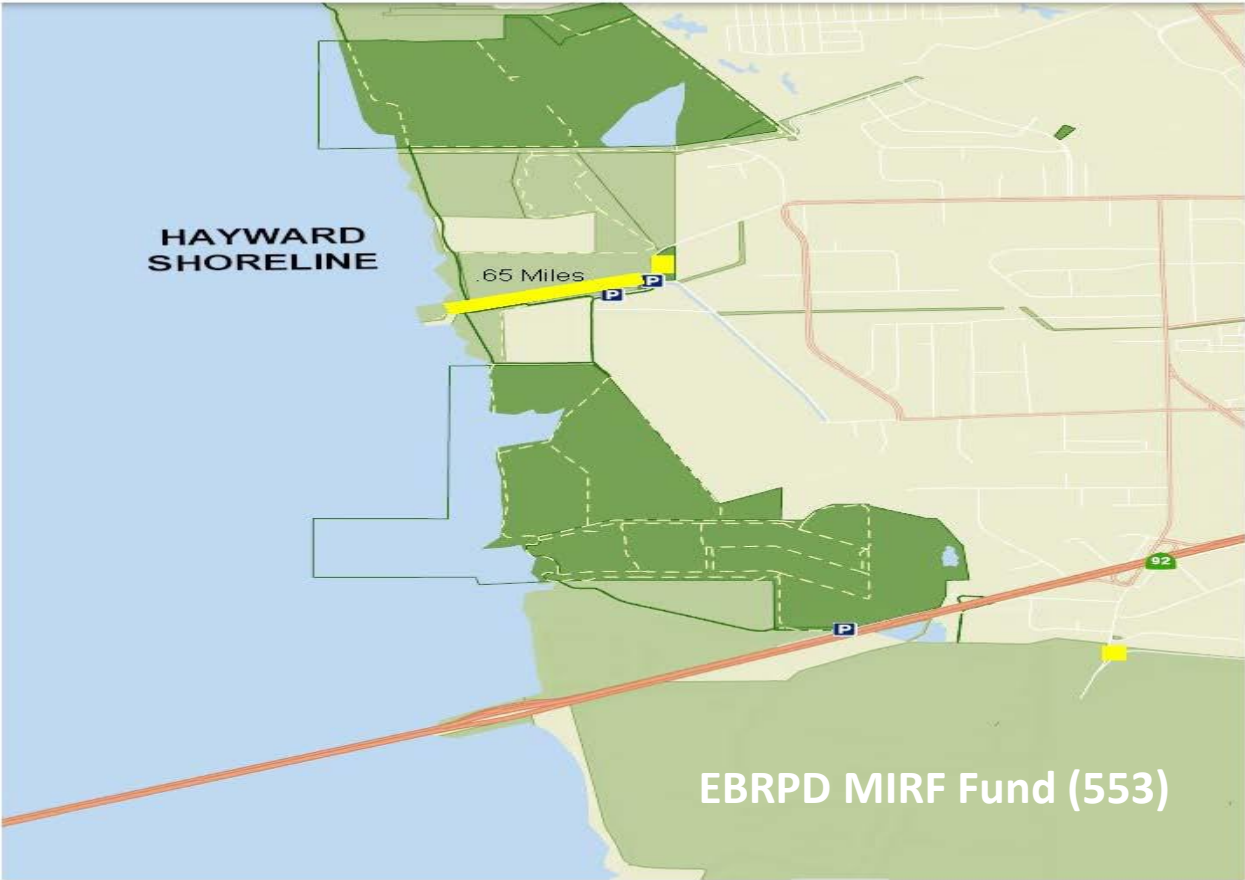 HAYWARD
SHORELINE
.65 Miles
P
P
92
P
EBRPD MIRF Fund (553)